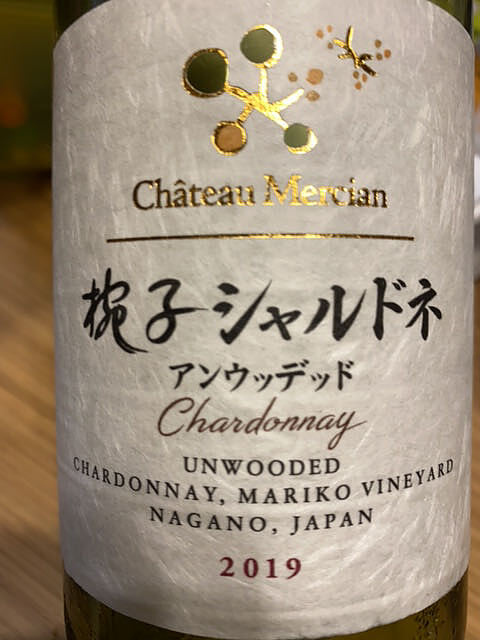 Château Mercian
椀子シャルドネ
アンウッデッド
Chardonnay
UNWOODED
CHARDONNAY, MARIKO VINEYARD
NAGANO, JAPAN
2019